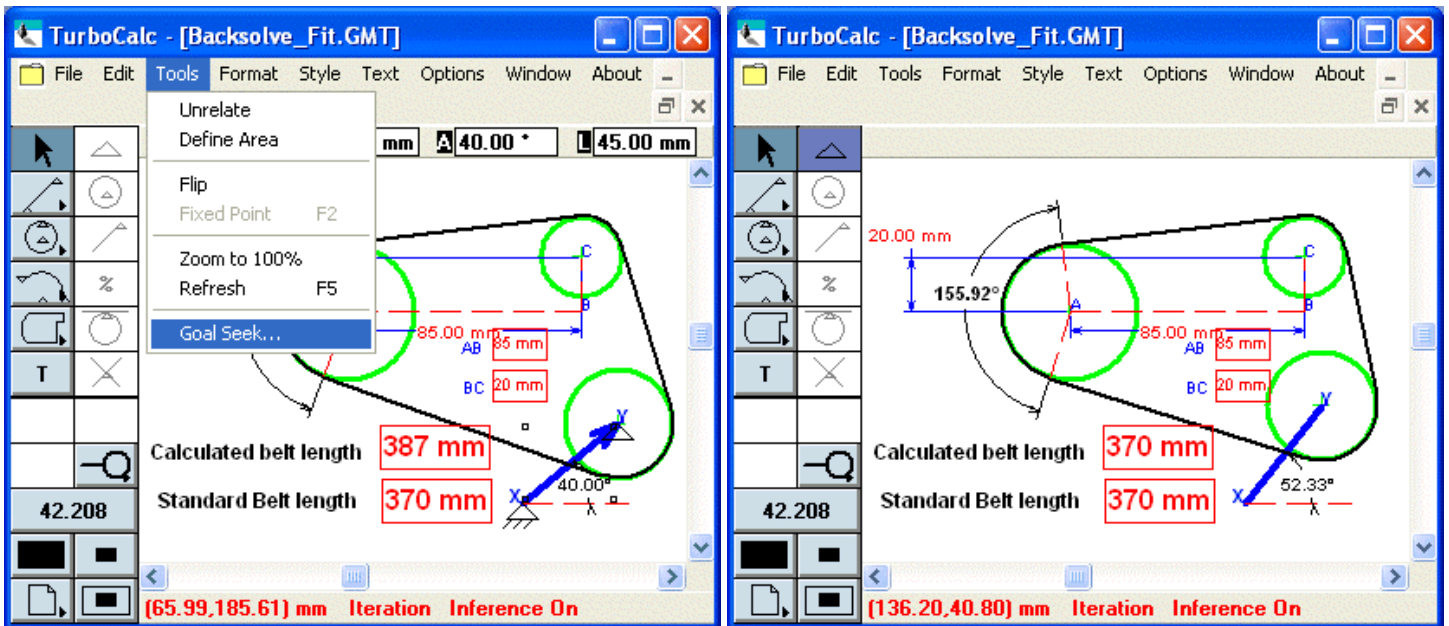 TurboCalc - [Backsolve_Fit.GMT]
File Edit Tools Format Style Text Options Window About
Unrelate
Define Area
Flip
Fixed Point F2
Zoom to 100%
Refresh F5
Goal Seek...
mm A 40.00 ° L 45.00 mm
T
%
42.208
C
B
85.00 mm
AB 85 mm
BC 20 mm
Y
Calculated belt length 387 mm
40.00°
X
Standard Belt length 370 mm
(65.99,185.61) mm Iteration Inference On
TurboCalc - [Backsolve_Fit.GMT]
File Edit Tools Format Style Text Options Window About
T
%
42.208
20.00 mm
C
155.92°
A
B
85.00 mm
AB 85 mm
BC 20 mm
Y
Calculated belt length 370 mm
52.33°
X
Standard Belt length 370 mm
(136.20,40.80) mm Iteration Inference On